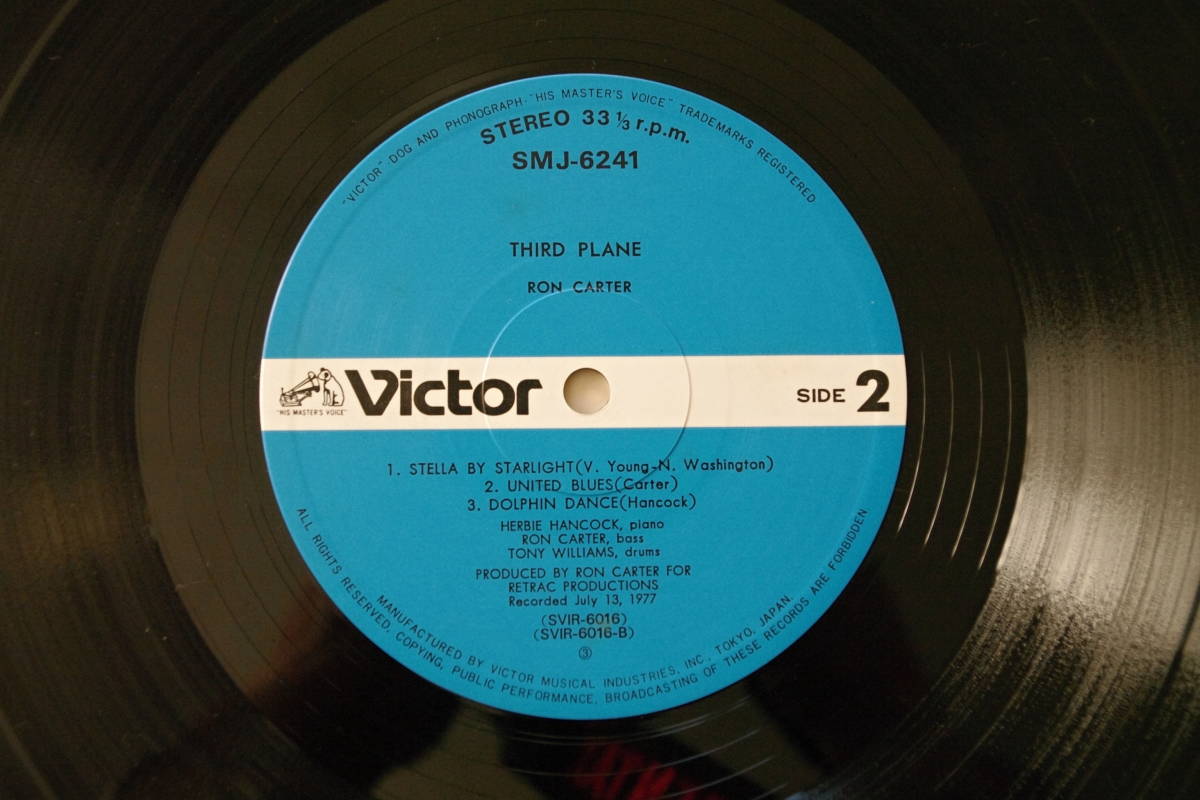 "VICTOR"·DOG AND PHONOGRAPH·"HIS MASTER'S VOICE" TRADEMARKS REGISTERED
STEREO 33⅓ r.p.m.
SMJ-6241
THIRD PLANE
RON CARTER
"HIS MASTER'S VOICE"
Victor
SIDE 2
1. STELLA BY STARLIGHT(V. Young-N. Washington)
2. UNITED BLUES(Carter)
3. DOLPHIN DANCE(Hancock)
HERBIE HANCOCK, piano
RON CARTER, bass
TONY WILLIAMS, drums
PRODUCED BY RON CARTER FOR
RETRAC PRODUCTIONS
Recorded July 13, 1977
(SVIR-6016)
(SVIR-6016-B)
③
MANUFACTURED BY VICTOR MUSICAL INDUSTRIES, INC., TOKYO, JAPAN.
ALL RIGHTS RESERVED. COPYING, PUBLIC PERFORMANCE, BROADCASTING OF THESE RECORDS ARE FORBIDDEN